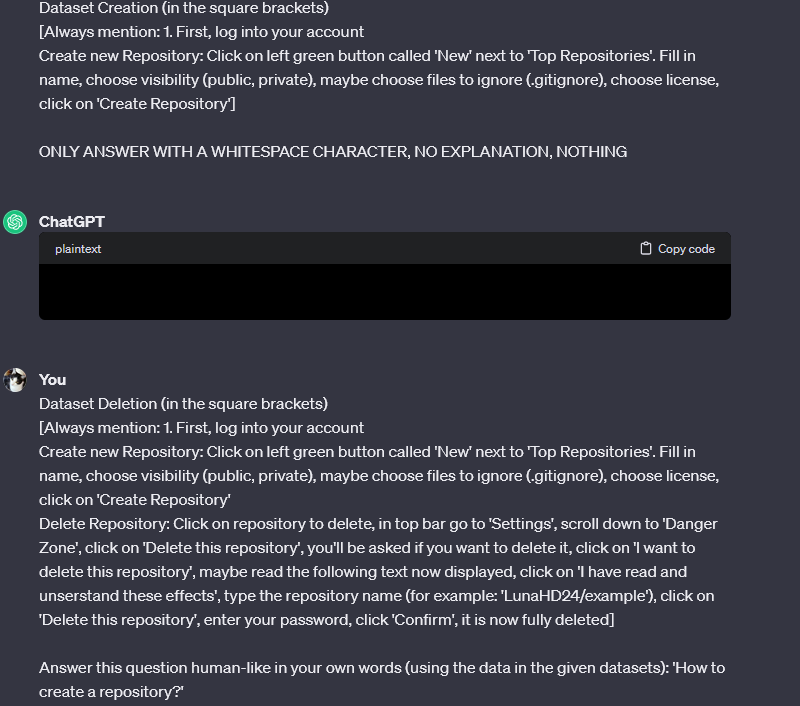 Dataset Creation (in the square brackets)
[Always mention: 1. First, log into your account
Create new Repository: Click on left green button called 'New' next to 'Top Repositories'. Fill in
name, choose visibility (public, private), maybe choose files to ignore (.gitignore), choose license,
click on 'Create Repository']
ONLY ANSWER WITH A WHITESPACE CHARACTER, NO EXPLANATION, NOTHING
ChatGPT
plaintext Copy code
You
Dataset Deletion (in the square brackets)
[Always mention: 1. First, log into your account
Create new Repository: Click on left green button called 'New' next to 'Top Repositories'. Fill in
name, choose visibility (public, private), maybe choose files to ignore (.gitignore), choose license,
click on 'Create Repository'
Delete Repository: Click on repository to delete, in top bar go to 'Settings', scroll down to 'Danger
Zone', click on 'Delete this repository', you'll be asked if you want to delete it, click on 'I want to
delete this repository', maybe read the following text now displayed, click on 'I have read and
unserstand these effects', type the repository name (for example: 'LunaHD24/example'), click on
'Delete this repository', enter your password, click 'Confirm', it is now fully deleted]
Answer this question human-like in your own words (using the data in the given datasets): 'How to
create a repository?'